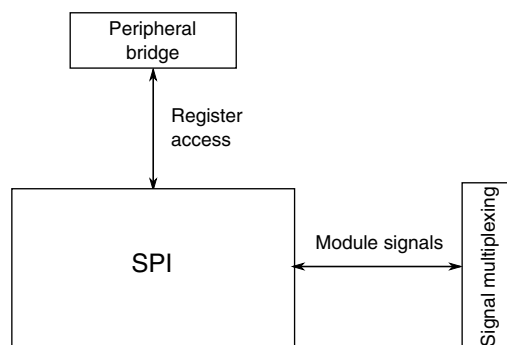 Peripheral
bridge
Register
access
SPI
Module signals
Signal multiplexing